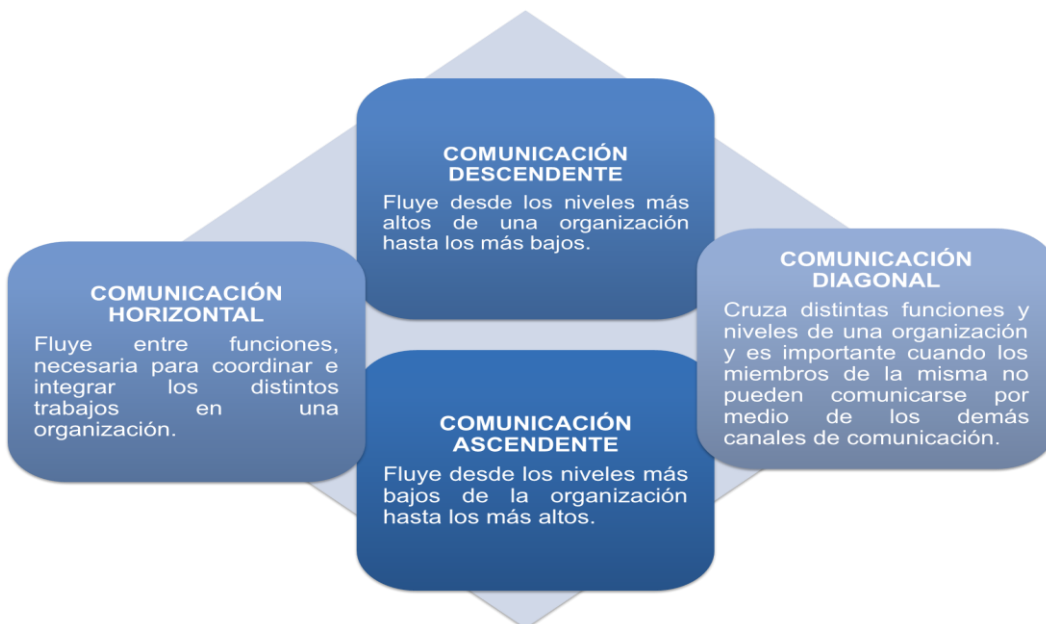 COMUNICACIÓN
DESCENDENTE
Fluye desde los niveles más
altos de una organización
hasta los más bajos.
COMUNICACIÓN
HORIZONTAL
Fluye entre funciones,
necesaria para coordinar e
integrar los distintos
trabajos en una
organización.
COMUNICACIÓN
DIAGONAL
Cruza distintas funciones y
niveles de una organización
y es importante cuando los
miembros de la misma no
pueden comunicarse por
medio de los demás
canales de comunicación.
COMUNICACIÓN
ASCENDENTE
Fluye desde los niveles más
bajos de la organización
hasta los más altos.